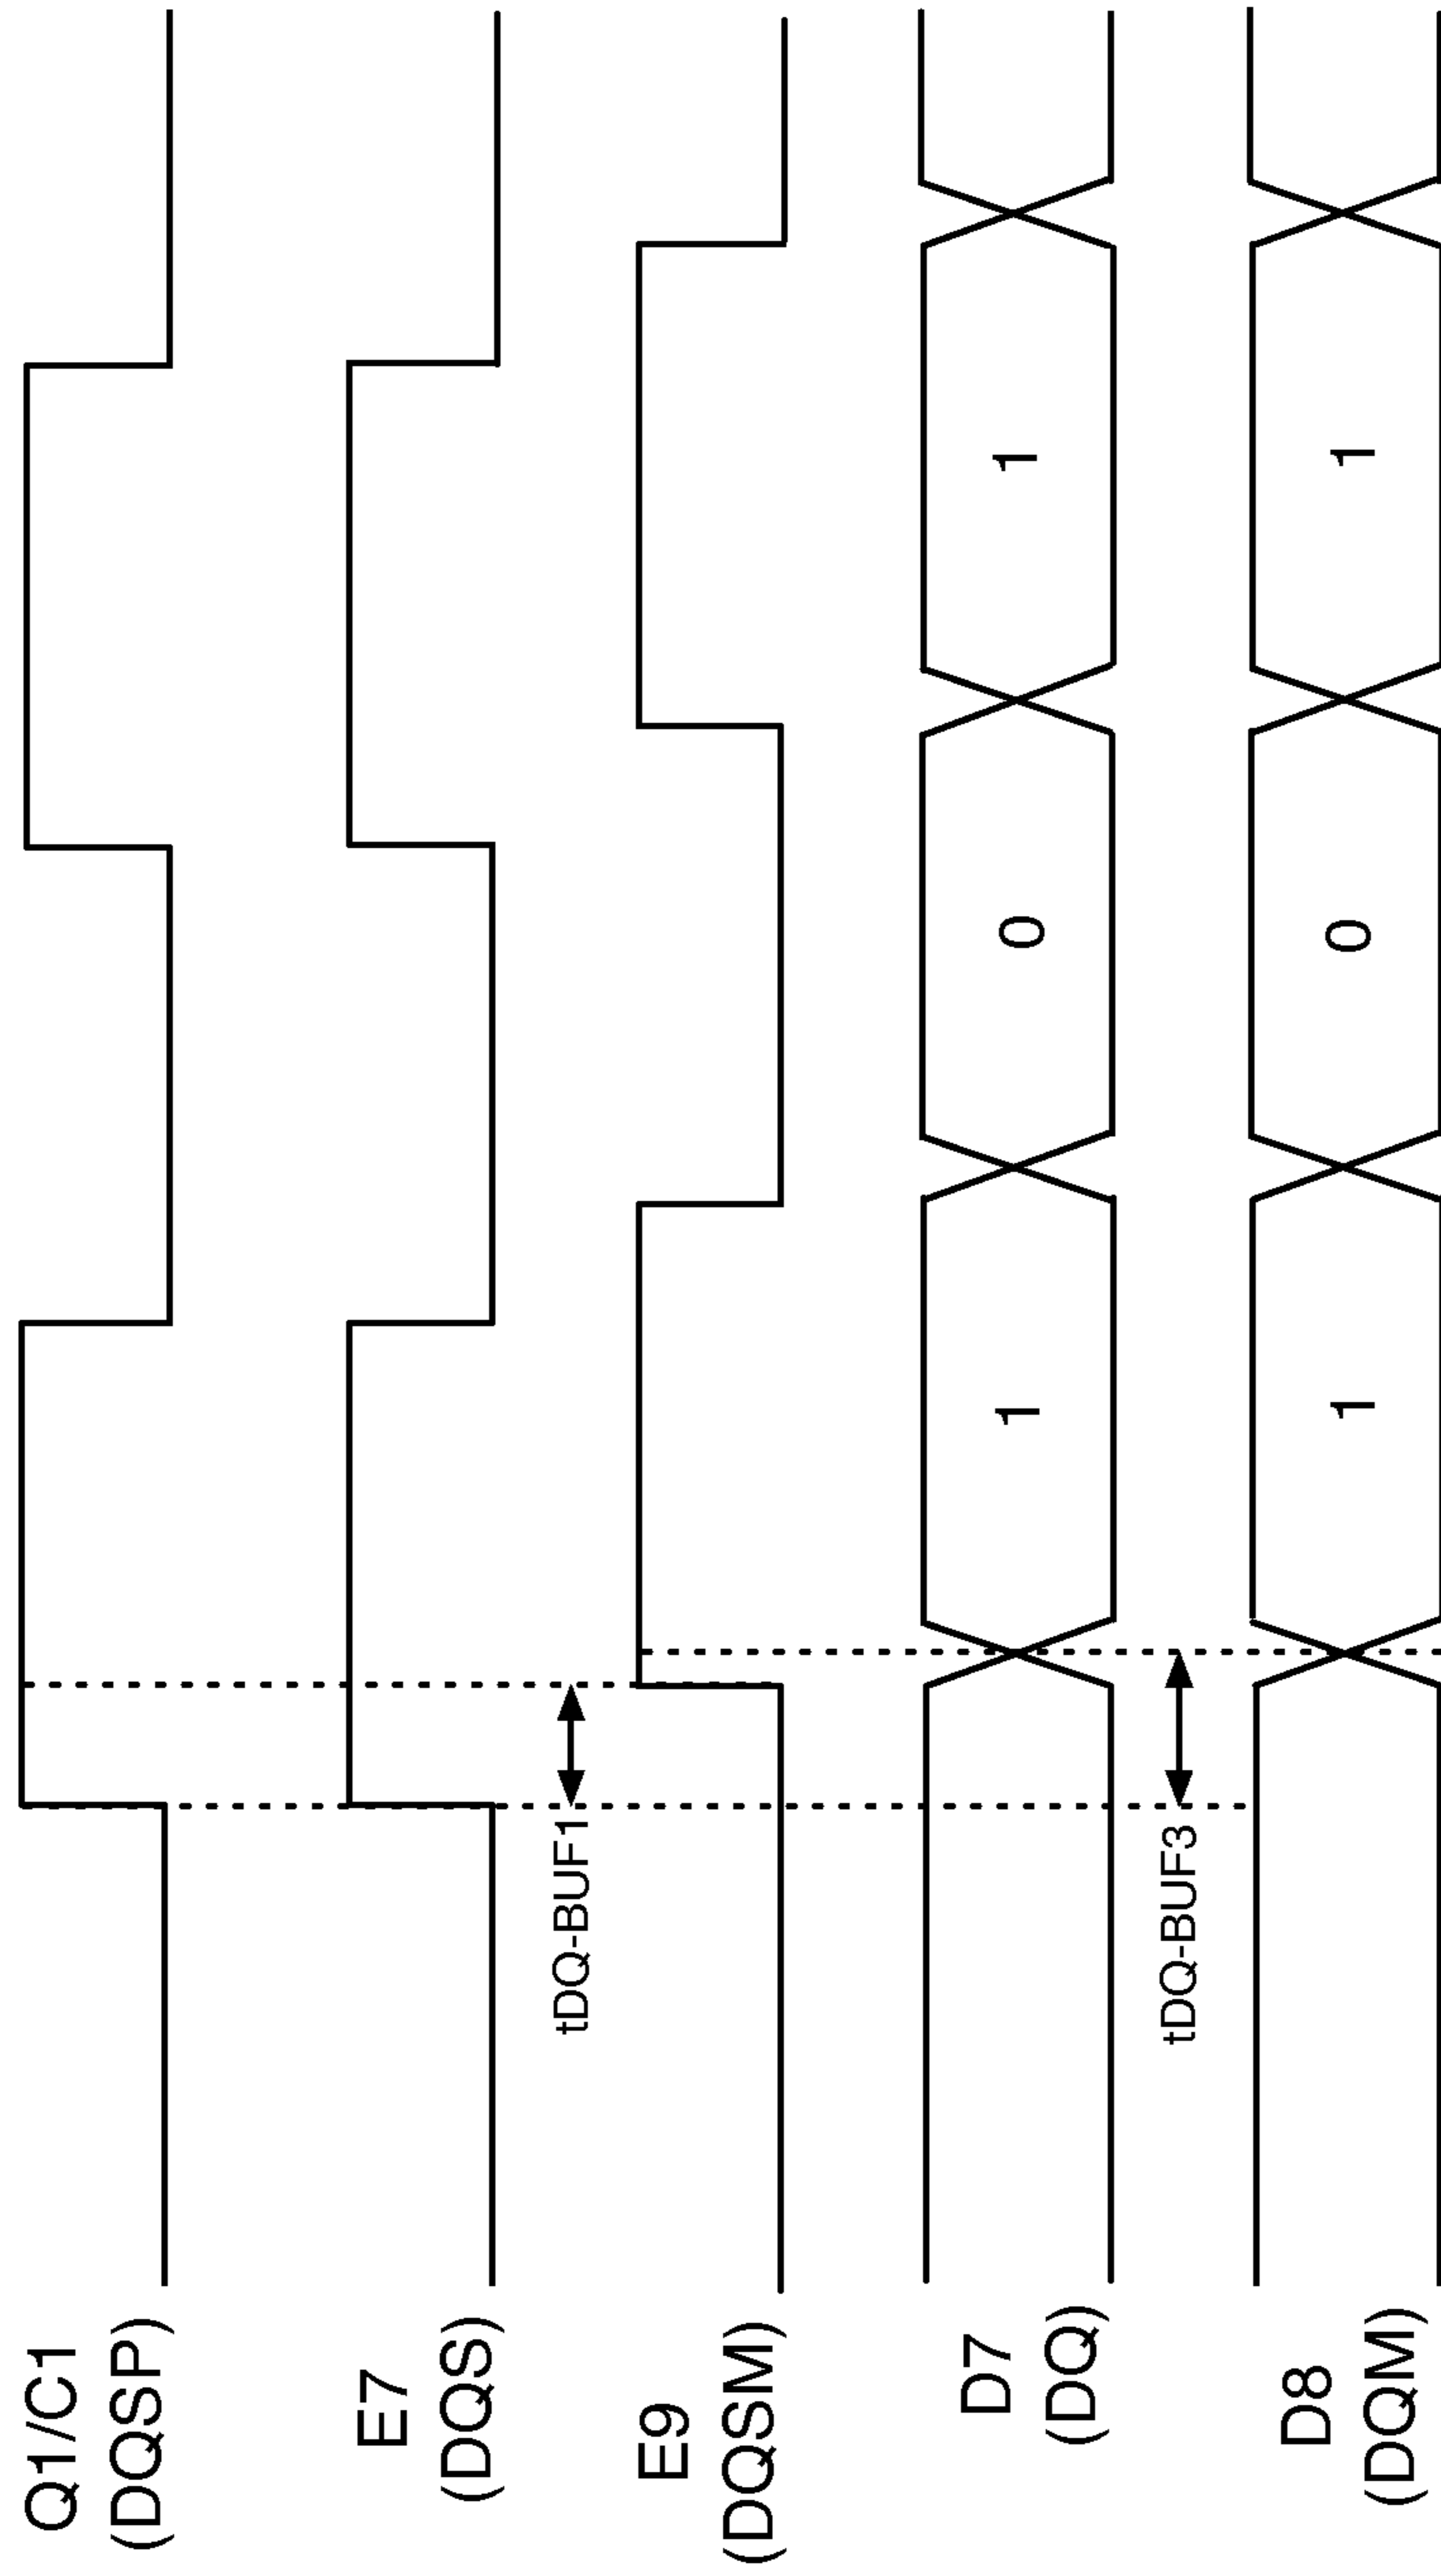 Q1/C1
(DQSP)
E7
(DQS)
tDQ-BUF1
E9
(DQSM)
D7
(DQ)
1
0
1
tDQ-BUF3
D8
(DQM)
1
0
1